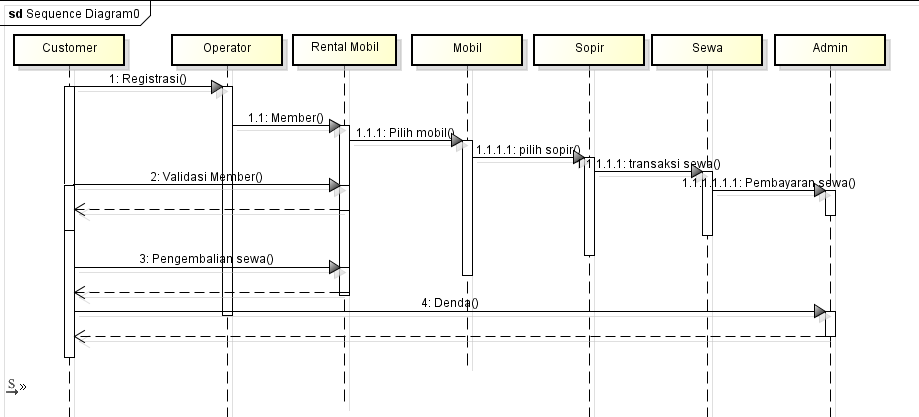 sd Sequence Diagram0
Customer
Operator
Rental Mobil
Mobil
Sopir
Sewa
Admin
1: Registrasi()
1.1: Member()
1.1.1: Pilih mobil()
1.1.1.1: pilih sopir()
1.1.1.1.1: transaksi sewa()
2: Validasi Member()
1.1.1.1.1.1: Pembayaran sewa()
3: Pengembalian sewa()
4: Denda()
S »